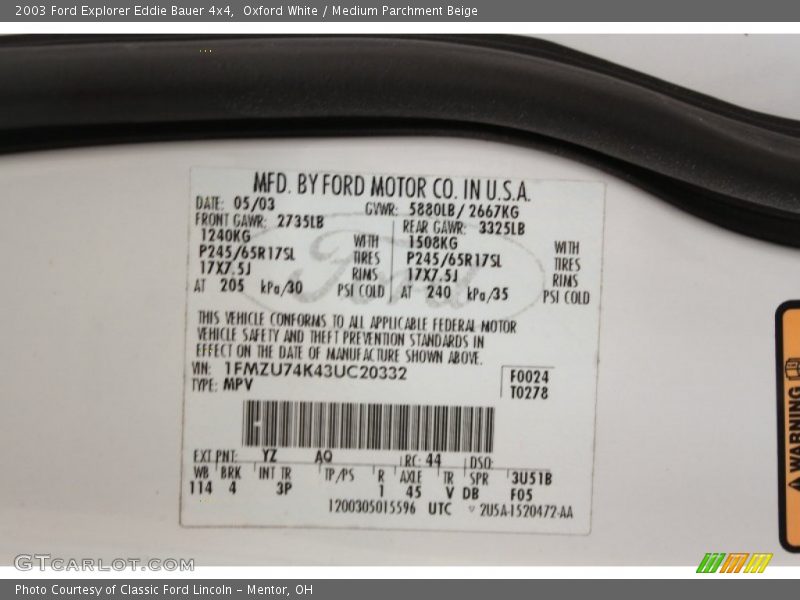 2003 Ford Explorer Eddie Bauer 4x4, Oxford White / Medium Parchment Beige
MFD. BY FORD MOTOR CO. IN U.S.A.
DATE: 05/03 GVWR: 5880LB/ 2667KG
FRONT GAWR: 2735LB REAR GAWR: 3325LB
1240KG WITH 1508KG WITH
P245/65R17SL TIRES P245/65R17SL TIRES
17X7.5J RIMS 17X7.5J RIMS
AT 205 kPa/30 PSI COLD AT 240 kPa/35 PSI COLD
Ford
THIS VEHICLE CONFORMS TO ALL APPLICABLE FEDERAL MOTOR
VEHICLE SAFETY AND THEFT PREVENTION STANDARDS IN
EFFECT ON THE DATE OF MANUFACTURE SHOWN ABOVE.
VIN: 1FMZU74K43UC20332 F0024
TYPE: MPV T0278
EXT PNT: YZ AQ RC: 44 DSO:
WB BRK INT TR TP/PS R AXLE TR SPR 3U51B
114 4 3P 1 45 V DB F05
1200305015596 UTC 2U5A-1520472-AA
WARNING
GTCarLot.com
Photo Courtesy of Classic Ford Lincoln - Mentor, OH